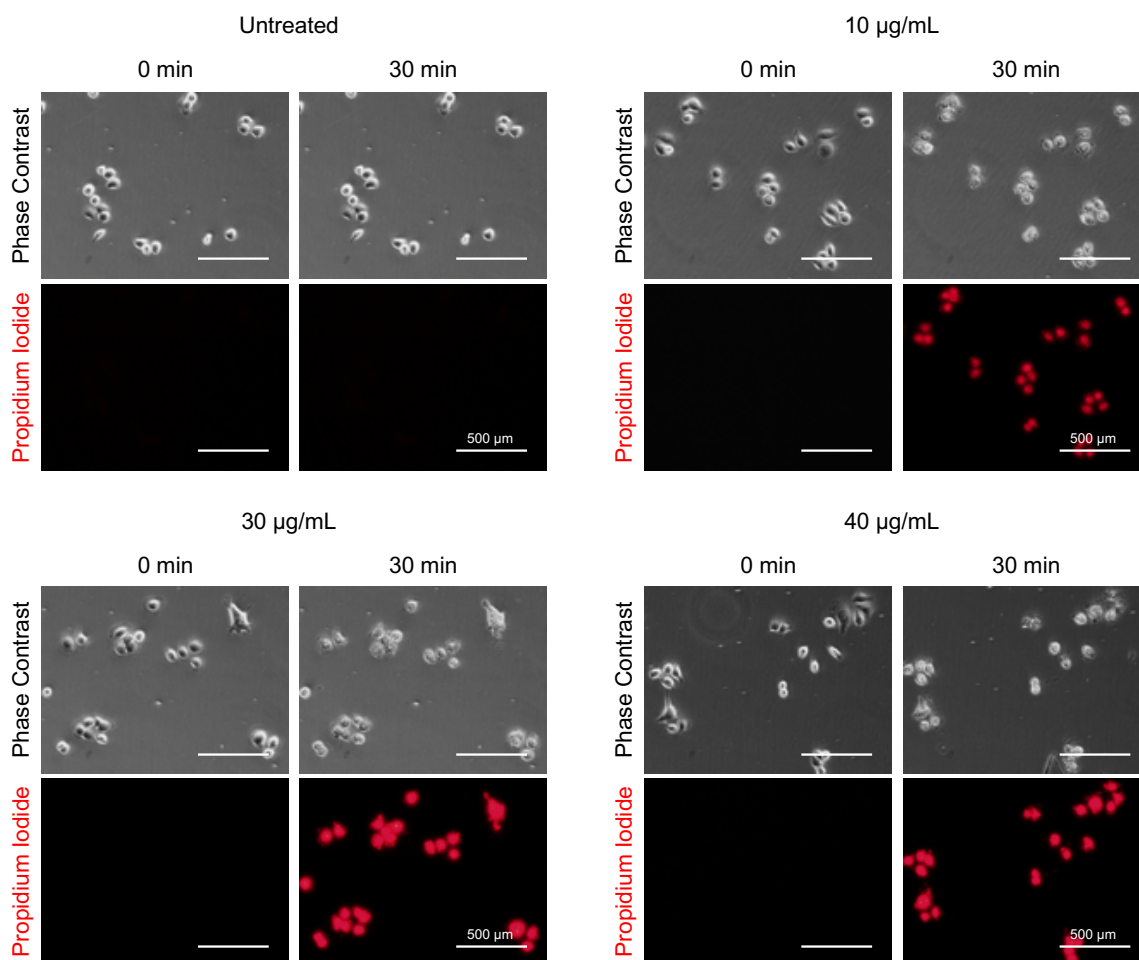 Untreated
0 min 30 min
Phase Contrast
Propidium Iodide
500 µm
10 µg/mL
0 min 30 min
Phase Contrast
Propidium Iodide
500 µm
30 µg/mL
0 min 30 min
Phase Contrast
Propidium Iodide
500 µm
40 µg/mL
0 min 30 min
Phase Contrast
Propidium Iodide
500 µm